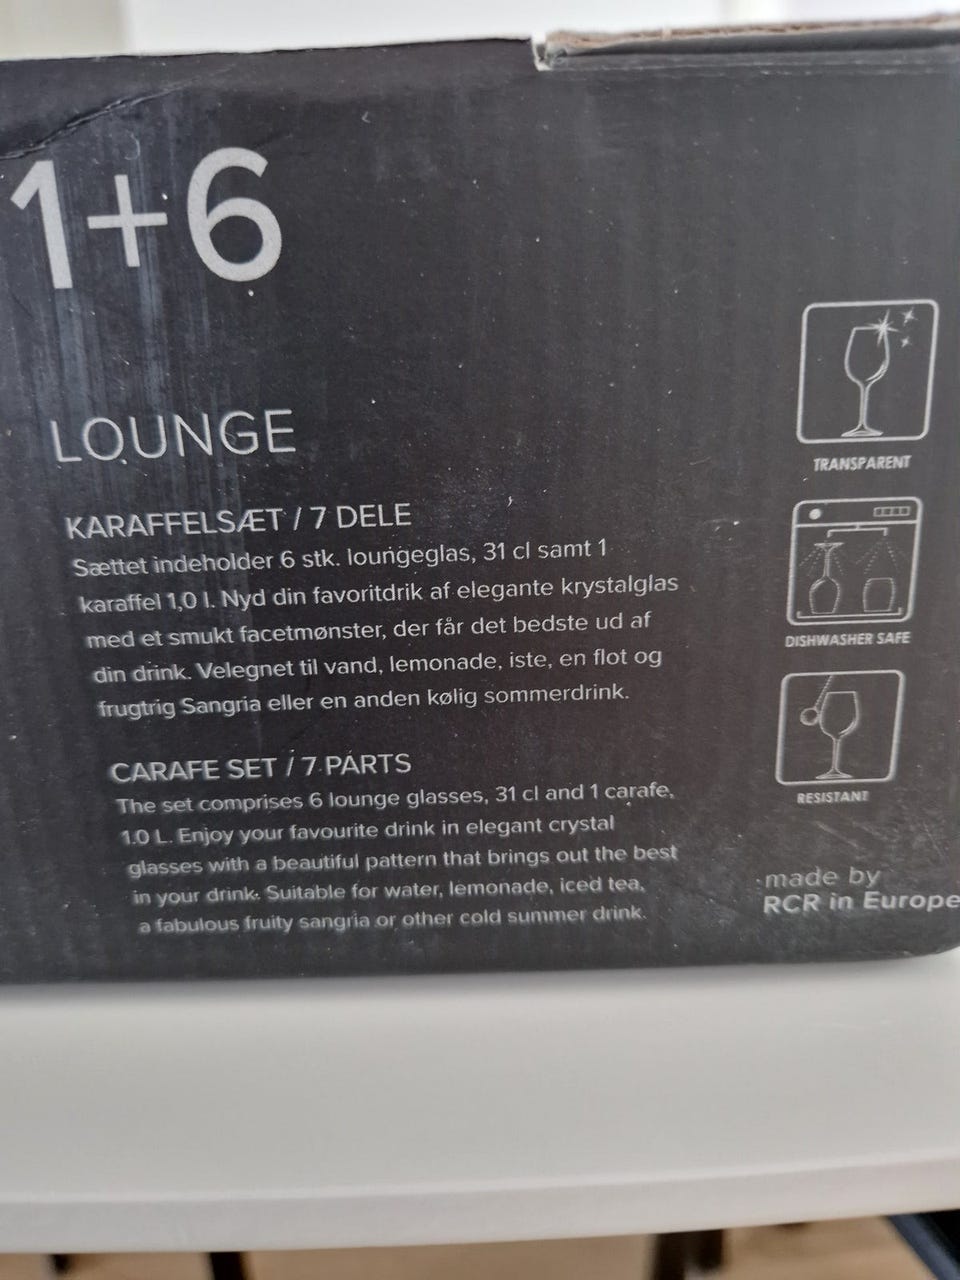 1+6
LOUNGE
KARAFFELSÆT / 7 DELE
Sættet indeholder 6 stk. loungeglas, 31 cl samt 1
karaffel 1,0 l. Nyd din favoritdrik af elegante krystalglas
med et smukt facetmønster, der får det bedste ud af
din drink. Velegnet til vand, lemonade, iste, en flot og
frugtrig Sangria eller en anden kølig sommerdrink.
CARAFE SET / 7 PARTS
The set comprises 6 lounge glasses, 31 cl and 1 carafe,
1.0 L. Enjoy your favourite drink in elegant crystal
glasses with a beautiful pattern that brings out the best
in your drink. Suitable for water, lemonade, iced tea,
a fabulous fruity sangria or other cold summer drink.
TRANSPARENT
DISHWASHER SAFE
RESISTANT
made by
RCR in Europe